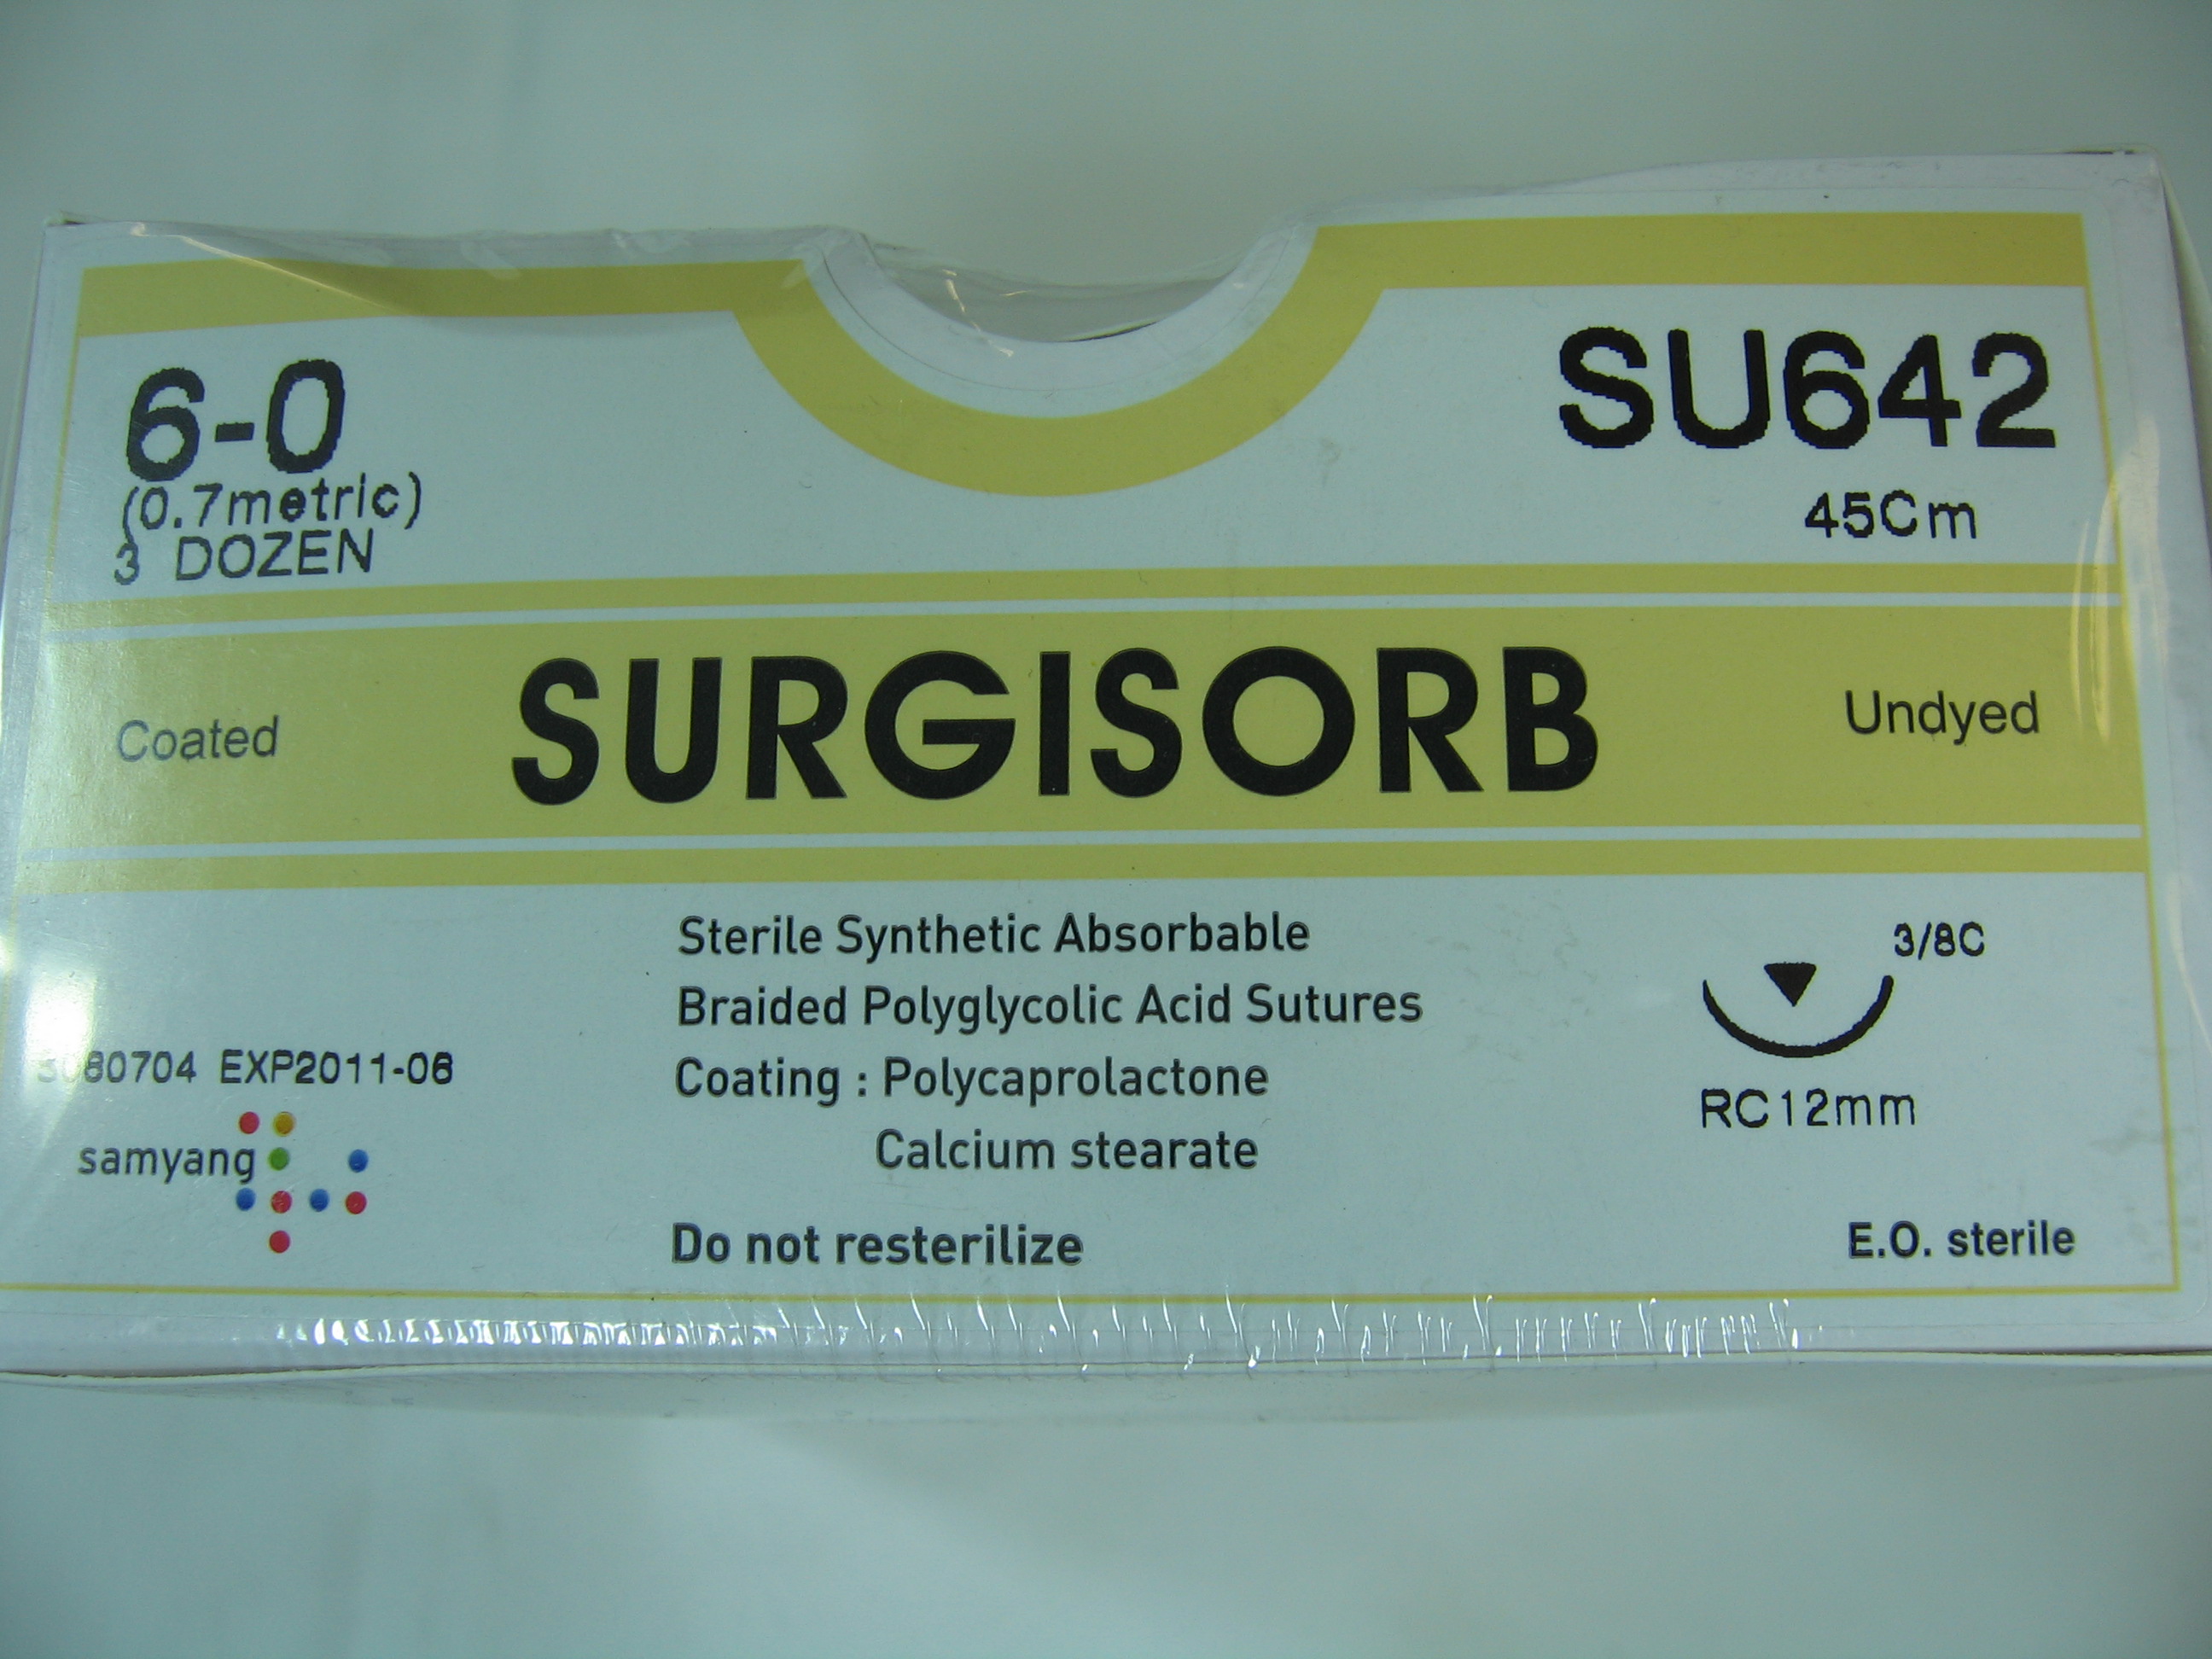 6-0
(0.7metric)
3 DOZEN
SU642
45Cm
Coated
SURGISORB
Undyed
Sterile Synthetic Absorbable
Braided Polyglycolic Acid Sutures
Coating : Polycaprolactone
Calcium stearate
Do not resterilize
EXP2011-06
samyang
3/8C
RC12mm
E.O. sterile